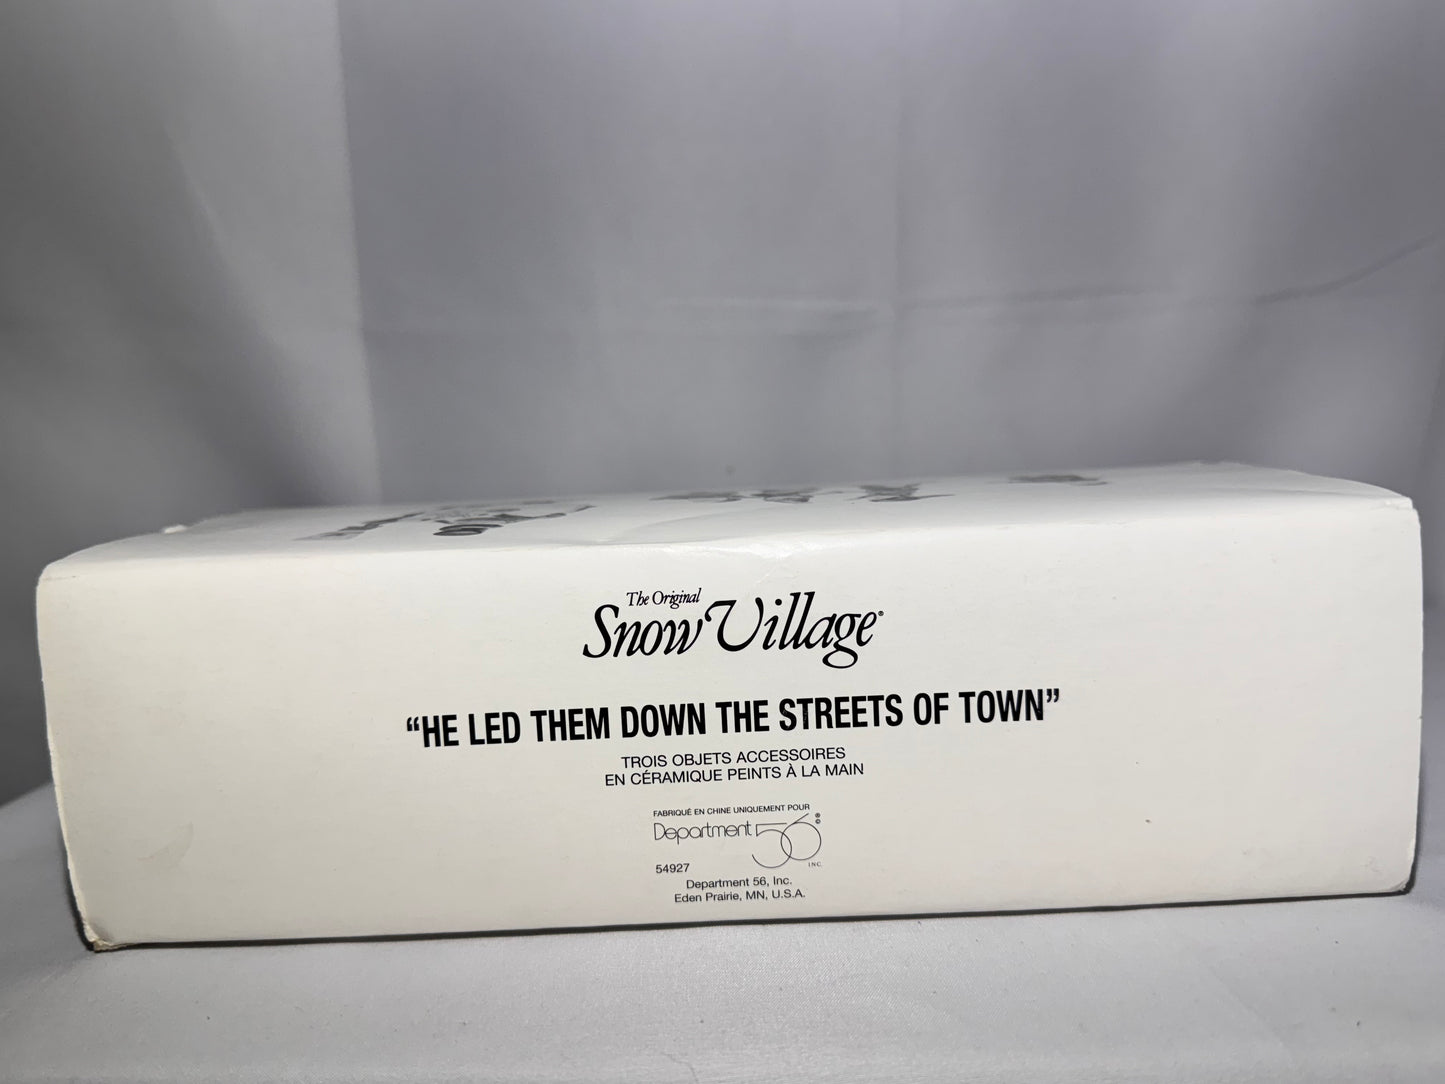 The Original
Snow Village®
“HE LED THEM DOWN THE STREETS OF TOWN”
TROIS OBJETS ACCESSOIRES
EN CÉRAMIQUE PEINTS À LA MAIN
FABRIQUÉ EN CHINE UNIQUEMENT POUR
Department 56®©
INC.
54927
Department 56, Inc.
Eden Prairie, MN, U.S.A.